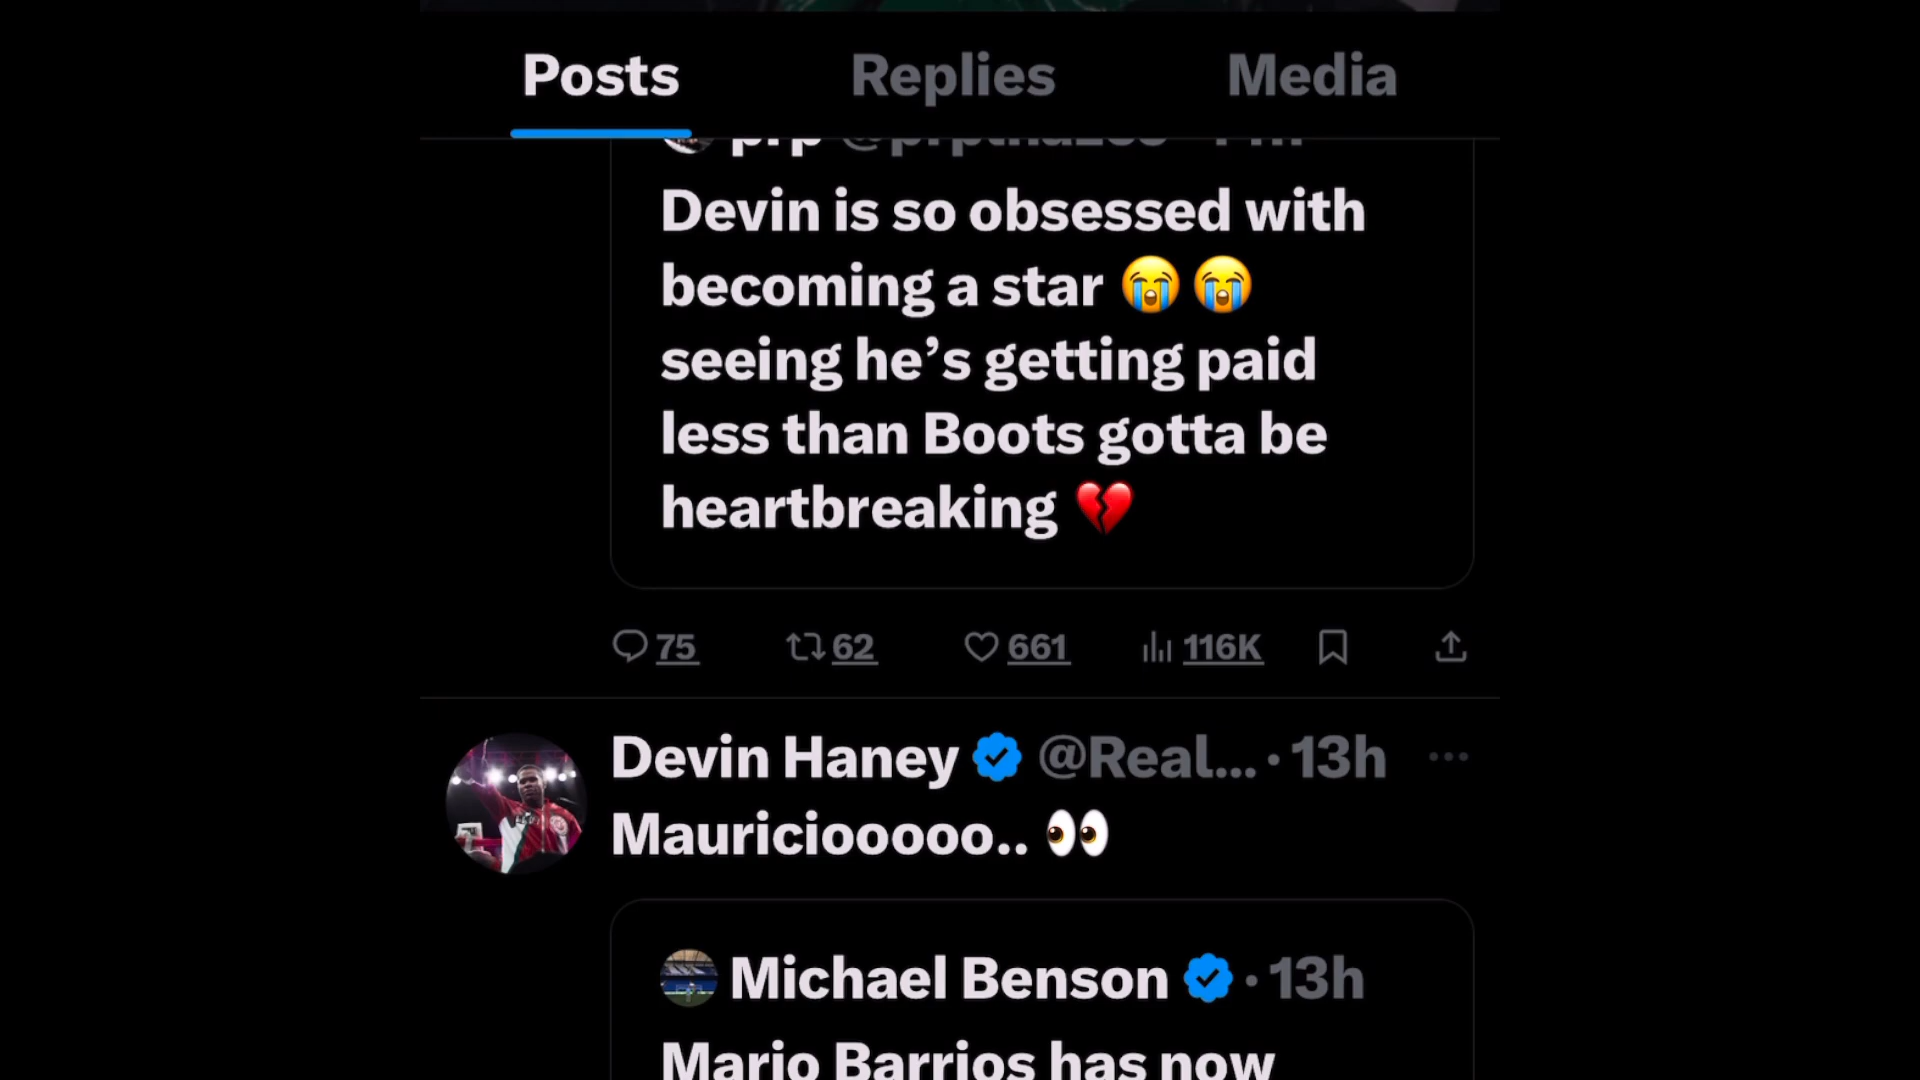 Posts Replies Media
prp
Devin is so obsessed with
becoming a star 😭😭
seeing he’s getting paid
less than Boots gotta be
heartbreaking 💔
75 62 661 116K
Devin Haney @Real... · 13h ...
Mauriciooooo.. 👀
Michael Benson · 13h
Mario Barrios has now